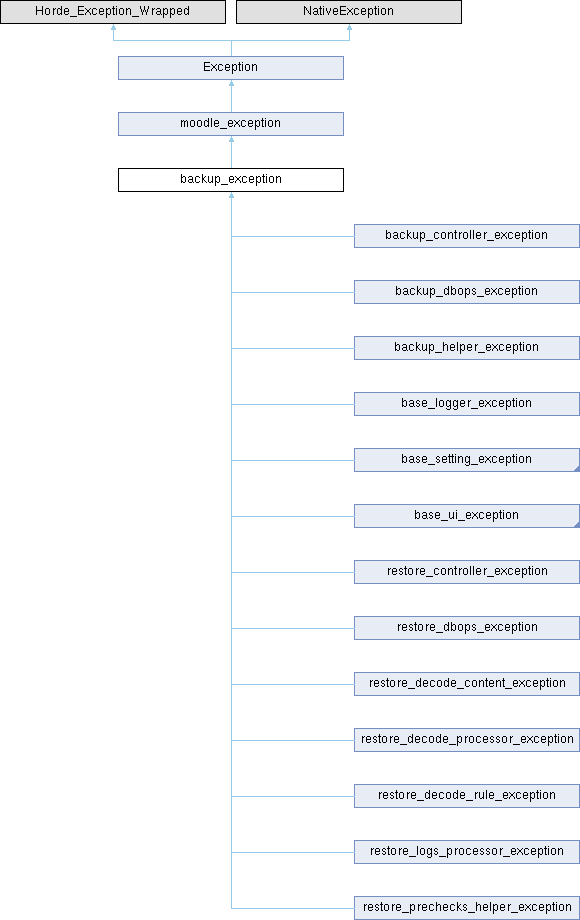 Horde_Exception_Wrapped
NativeException
Exception
moodle_exception
backup_exception
backup_controller_exception
backup_dbops_exception
backup_helper_exception
base_logger_exception
base_setting_exception
base_ui_exception
restore_controller_exception
restore_dbops_exception
restore_decode_content_exception
restore_decode_processor_exception
restore_decode_rule_exception
restore_logs_processor_exception
restore_prechecks_helper_exception